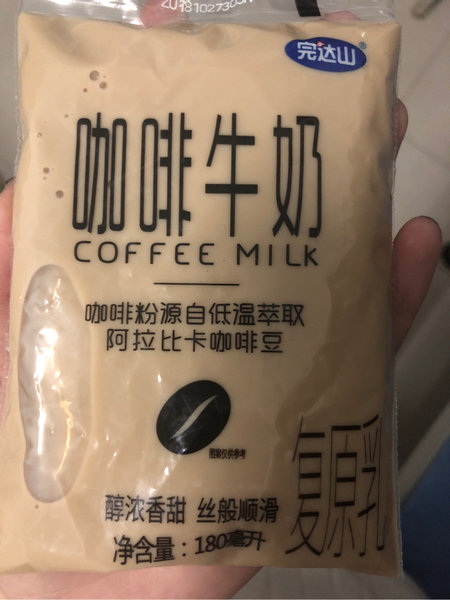 完达山
咖啡牛奶
COFFEE MILK
咖啡粉源自低温萃取
阿拉比卡咖啡豆
图案仅供参考
复原乳
醇浓香甜 丝般顺滑
净含量：180毫升